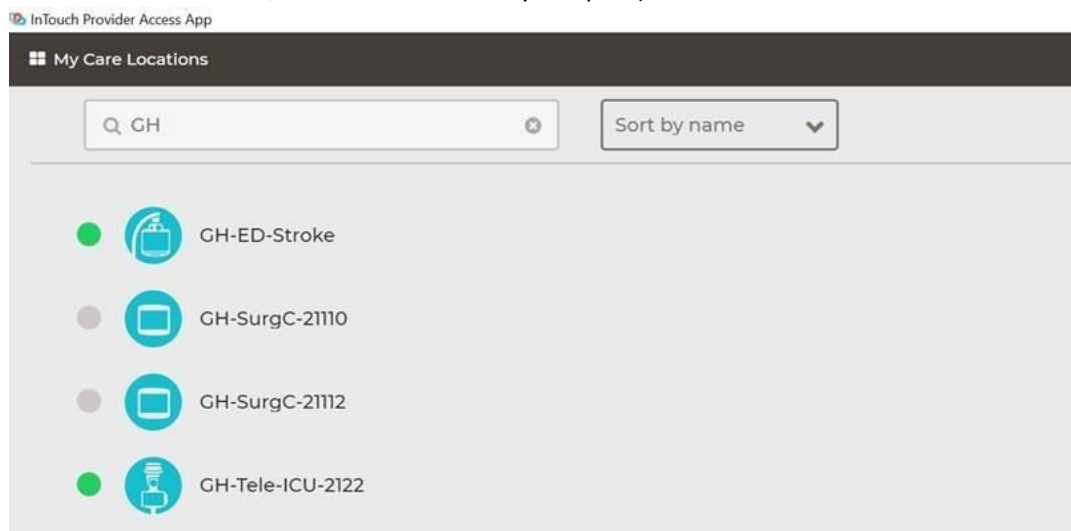 InTouch Provider Access App
My Care Locations
GH Sort by name
GH-ED-Stroke
GH-SurgC-21110
GH-SurgC-21112
GH-Tele-ICU-2122